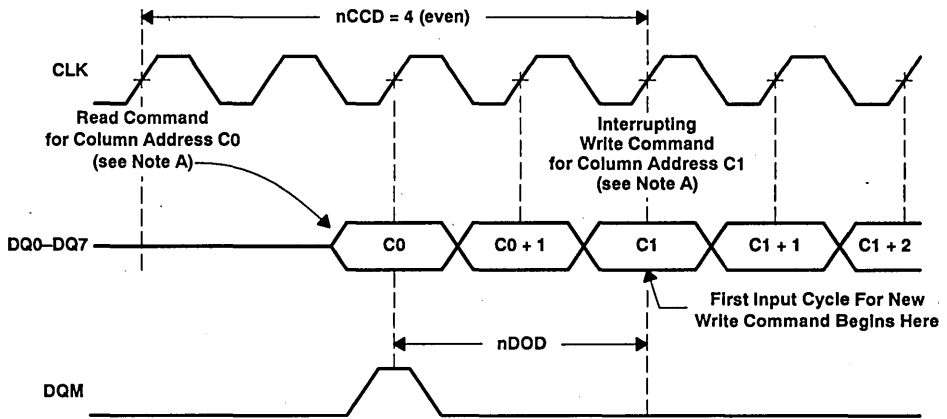 nCCD = 4 (even)
CLK
Read Command
for Column Address C0
(see Note A)
Interrupting
Write Command
for Column Address C1
(see Note A)
DQ0–DQ7
C0
C0 + 1
C1
C1 + 1
C1 + 2
First Input Cycle For New
Write Command Begins Here
nDOD
DQM